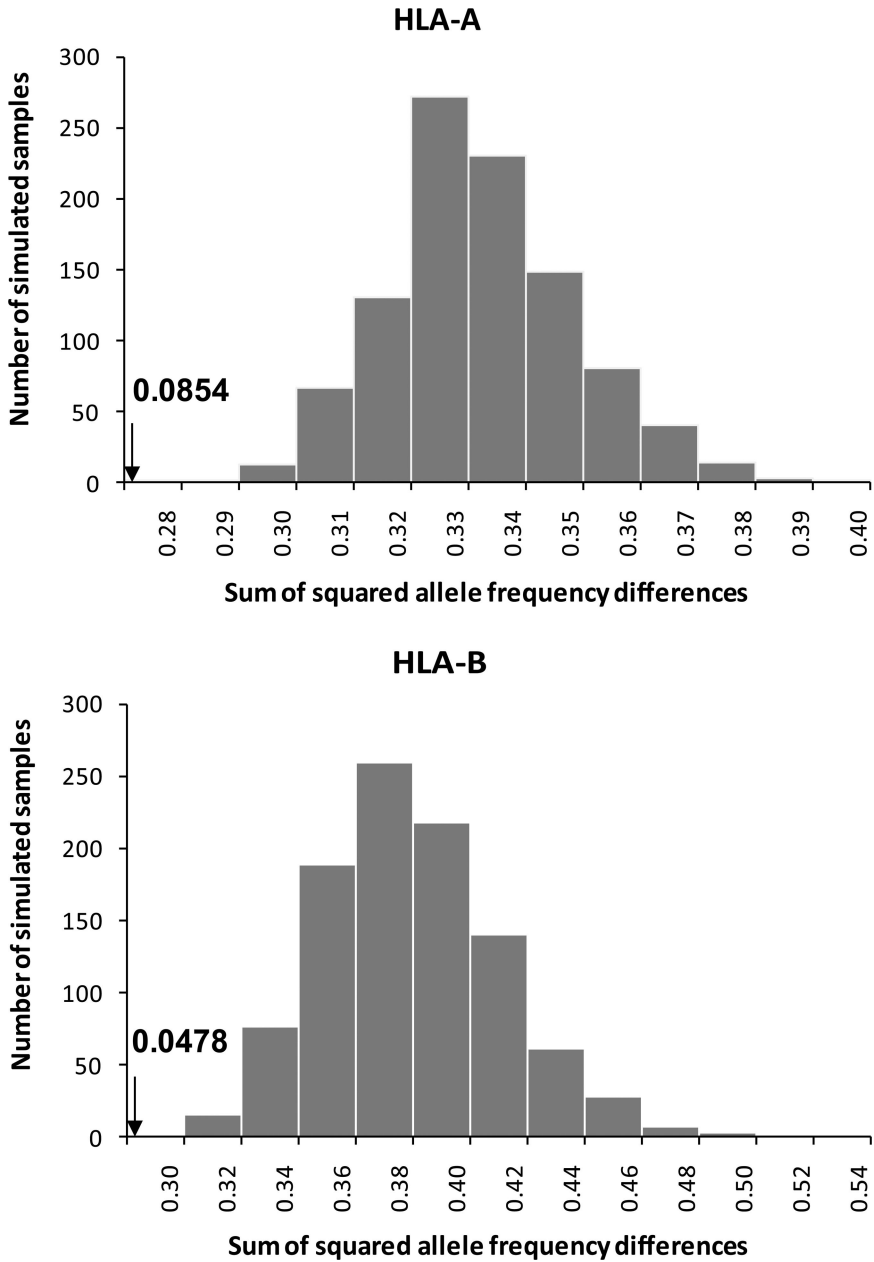 HLA-A
Number of simulated samples
300
250
200
150
100
50
0
0.0854
0.28 0.29 0.30 0.31 0.32 0.33 0.34 0.35 0.36 0.37 0.38 0.39 0.40
Sum of squared allele frequency differences
HLA-B
Number of simulated samples
300
250
200
150
100
50
0
0.0478
0.30 0.32 0.34 0.36 0.38 0.40 0.42 0.44 0.46 0.48 0.50 0.52 0.54
Sum of squared allele frequency differences